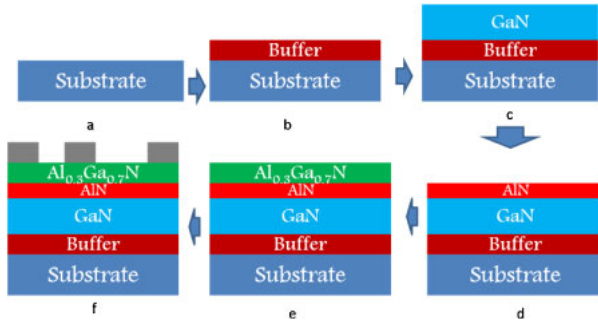 Substrate
a
Buffer
Substrate
b
GaN
Buffer
Substrate
c
AlN
GaN
Buffer
Substrate
d
Al0.3Ga0.7N
AlN
GaN
Buffer
Substrate
e
Al0.3Ga0.7N
AlN
GaN
Buffer
Substrate
f